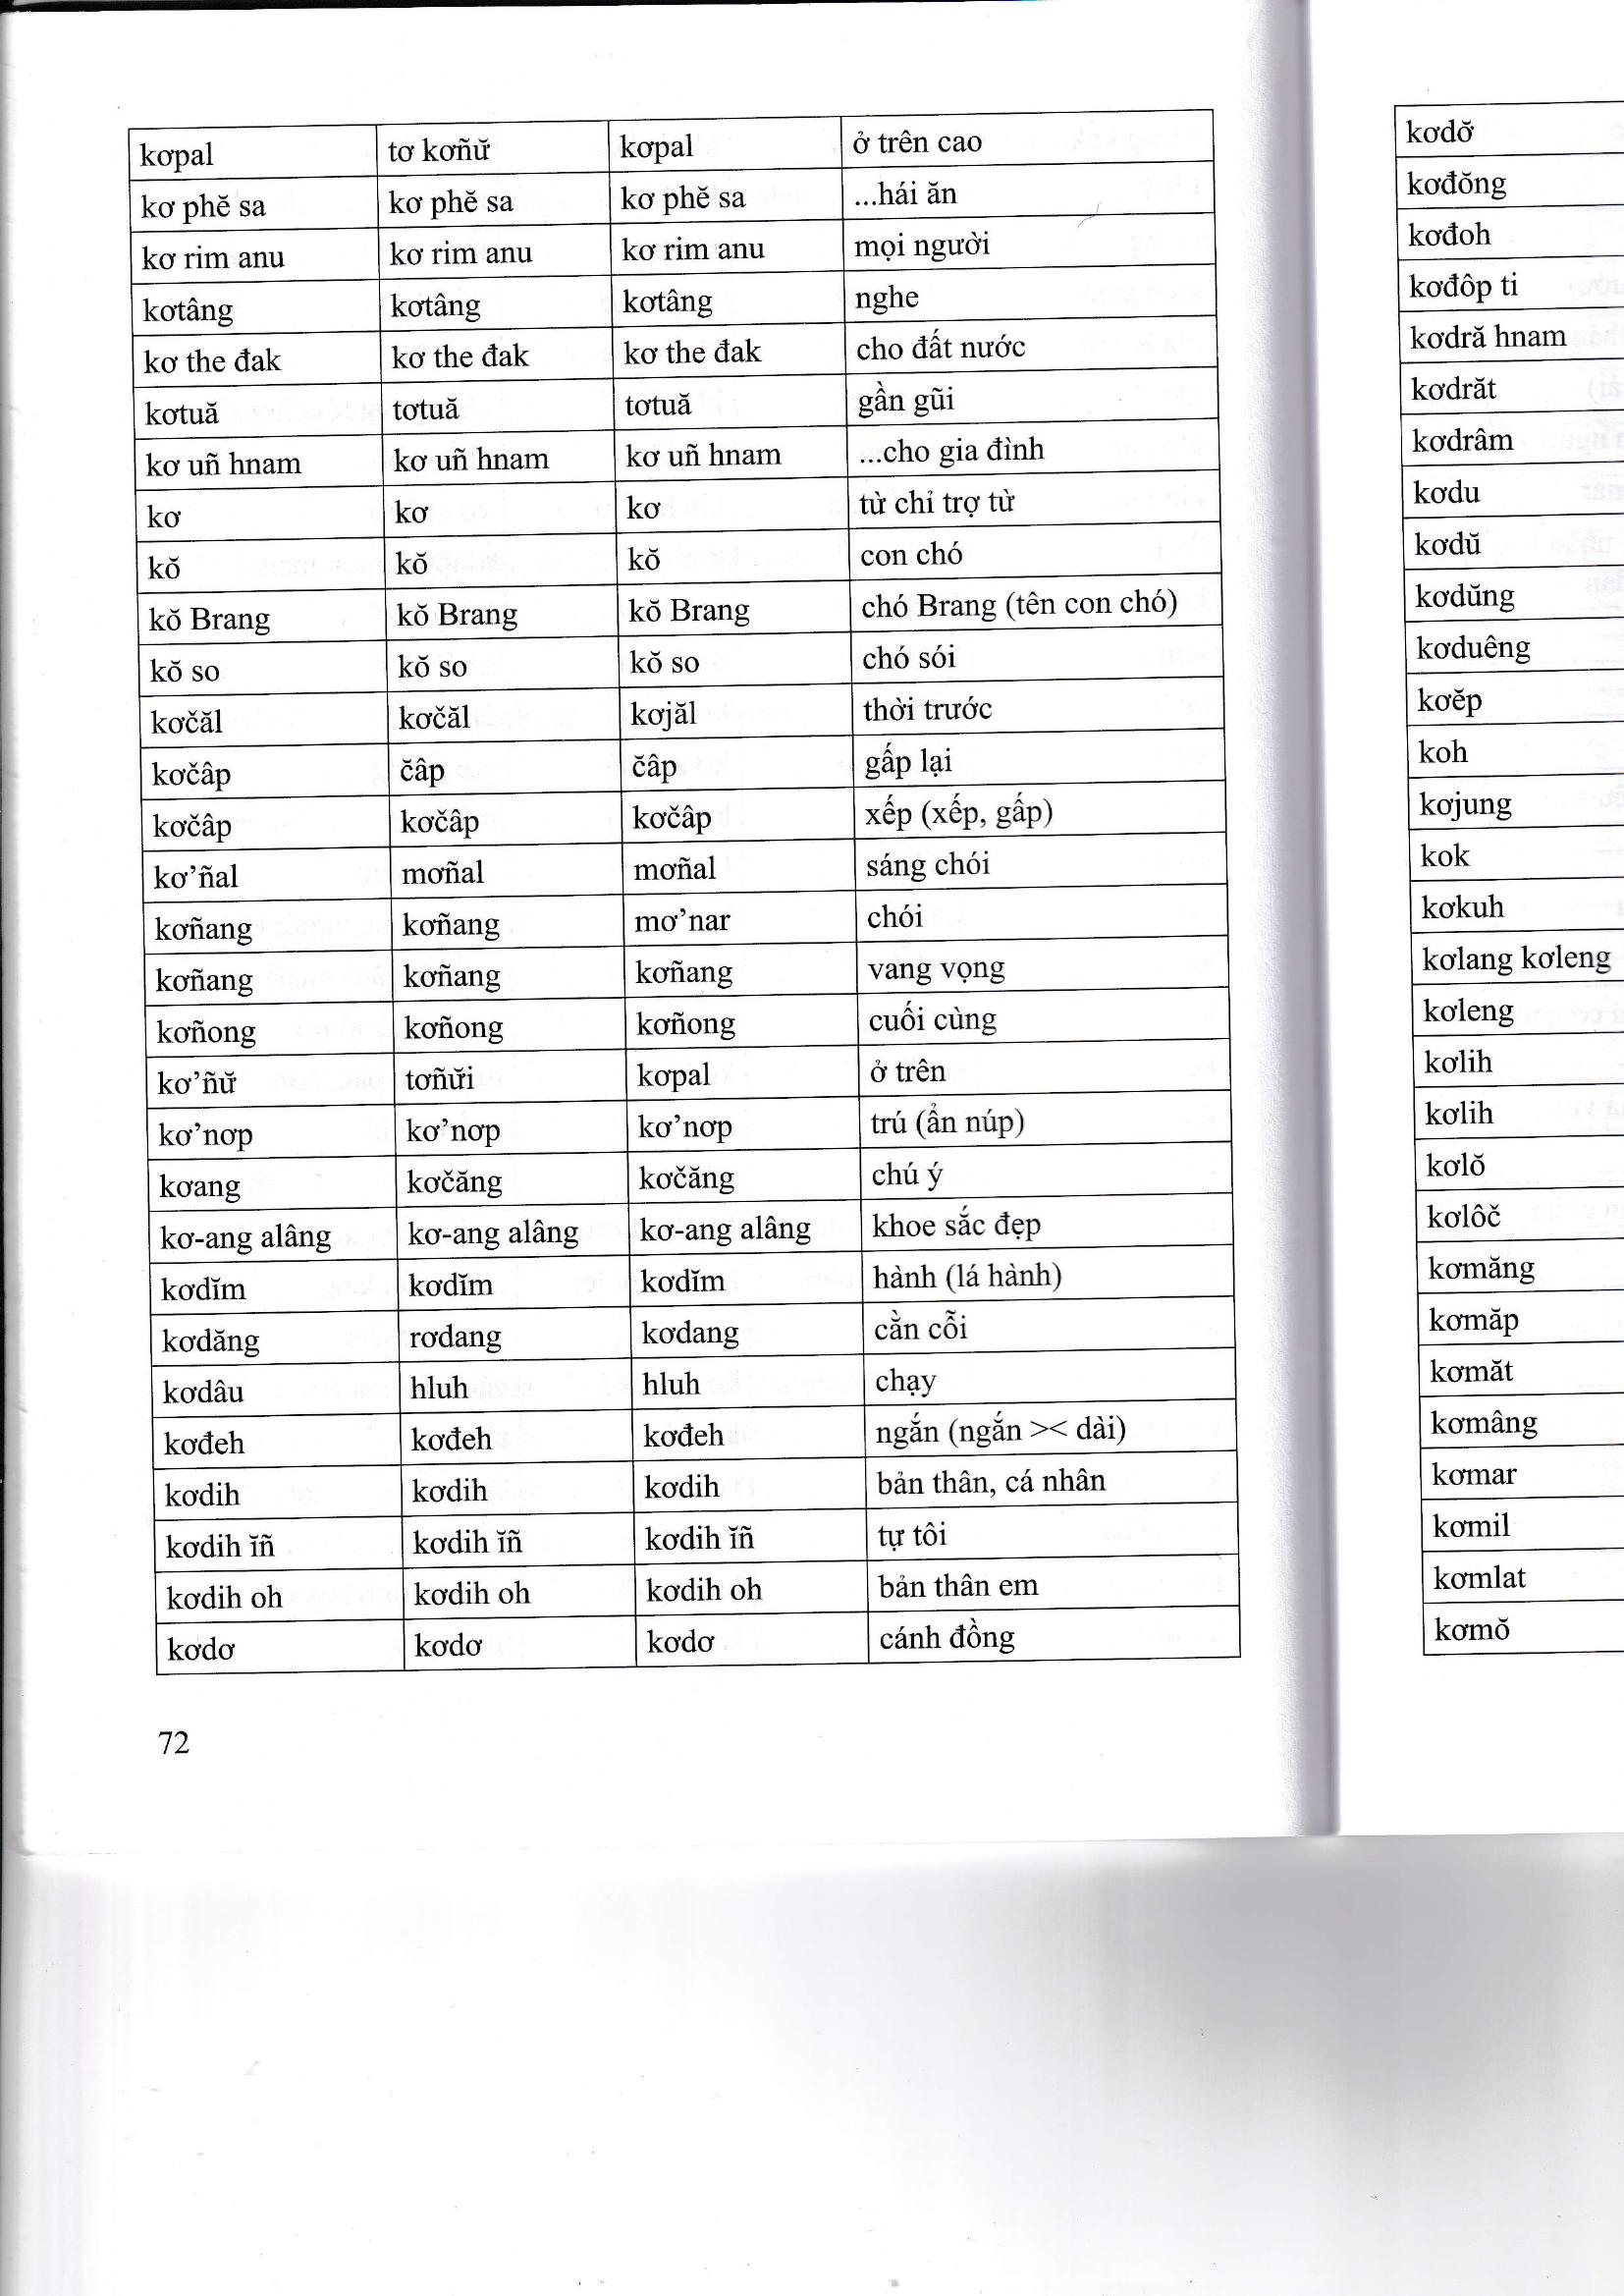 kơpal tơ kơñữ kơpal ở trên cao
kơ phĕ sa kơ phĕ sa kơ phĕ sa ...hái ăn
kơ rim anu kơ rim anu kơ rim anu mọi người
kơtâng kơtâng kơtâng nghe
kơ the đak kơ the đak kơ the đak cho đất nước
kơtuă tơtuă tơtuă gần gũi
kơ uñ hnam kơ uñ hnam kơ uñ hnam ...cho gia đình
kơ kơ kơ từ chỉ trợ từ
kŏ kŏ kŏ con chó
kŏ Brang kŏ Brang kŏ Brang chó Brang (tên con chó)
kŏ so kŏ so kŏ so chó sói
kơčăl kơčăl kơjăl thời trước
kơčâp čâp čâp gấp lại
kơčâp kơčâp kơčâp xếp (xếp, gấp)
kơ’ñal mơñal mơñal sáng chói
kơñang kơñang mơ’nar chói
kơñang kơñang kơñang vang vọng
kơñong kơñong kơñong cuối cùng
kơ’ñư̆ tơñư̆i kơpal ở trên
kơ’nơp kơ’nơp kơ’nơp trú (ẩn núp)
kơang kơčăng kơčăng chú ý
kơ-ang alâng kơ-ang alâng kơ-ang alâng khoe sắc đẹp
kơdĭm kơdĭm kơdĭm hành (lá hành)
kơdăng rơdang kơdang cằn cỗi
kơdâu hluh hluh chạy
kơđeh kơđeh kơđeh ngắn (ngắn >< dài)
kơdih kơdih kơdih bản thân, cá nhân
kơdih ĭñ kơdih ĭñ kơdih ĭñ tự tôi
kơdih oh kơdih oh kơdih oh bản thân em
kơdơ kơdơ kơdơ cánh đồng
72
kơdơ̆
kơđŏng
kơđoh
kơđôp ti
kơdră hnam
kơdrăt
kơdrâm
kơdu
kơdŭ
kơdŭng
kơduêng
kơĕp
koh
kơjung
kok
kơkuh
kơlang kơleng
kơleng
kơlih
kơlih
kơlŏ
kơlôč
kơmăng
kơmăp
kơmăt
kơmâng
kơmar
kơmil
kơmlat
kơmŏ